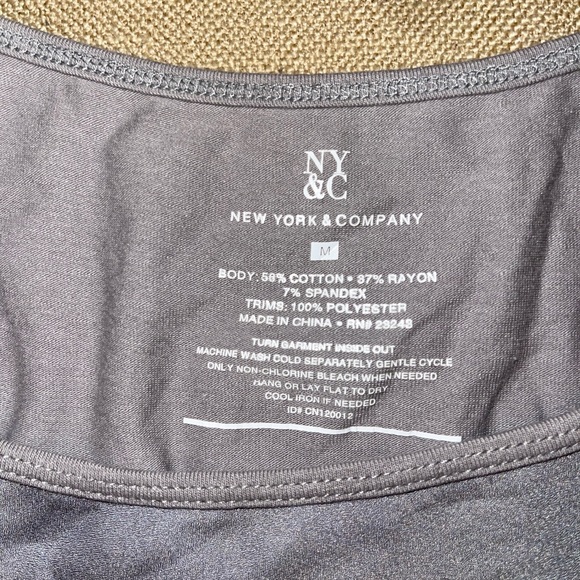 NY
&C
NEW YORK & COMPANY
M
BODY: 56% COTTON • 37% RAYON
7% SPANDEX
TRIMS: 100% POLYESTER
MADE IN CHINA • RN# 23243
TURN GARMENT INSIDE OUT
MACHINE WASH COLD SEPARATELY GENTLE CYCLE
ONLY NON-CHLORINE BLEACH WHEN NEEDED
HANG OR LAY FLAT TO DRY
COOL IRON IF NEEDED
ID# CN120012